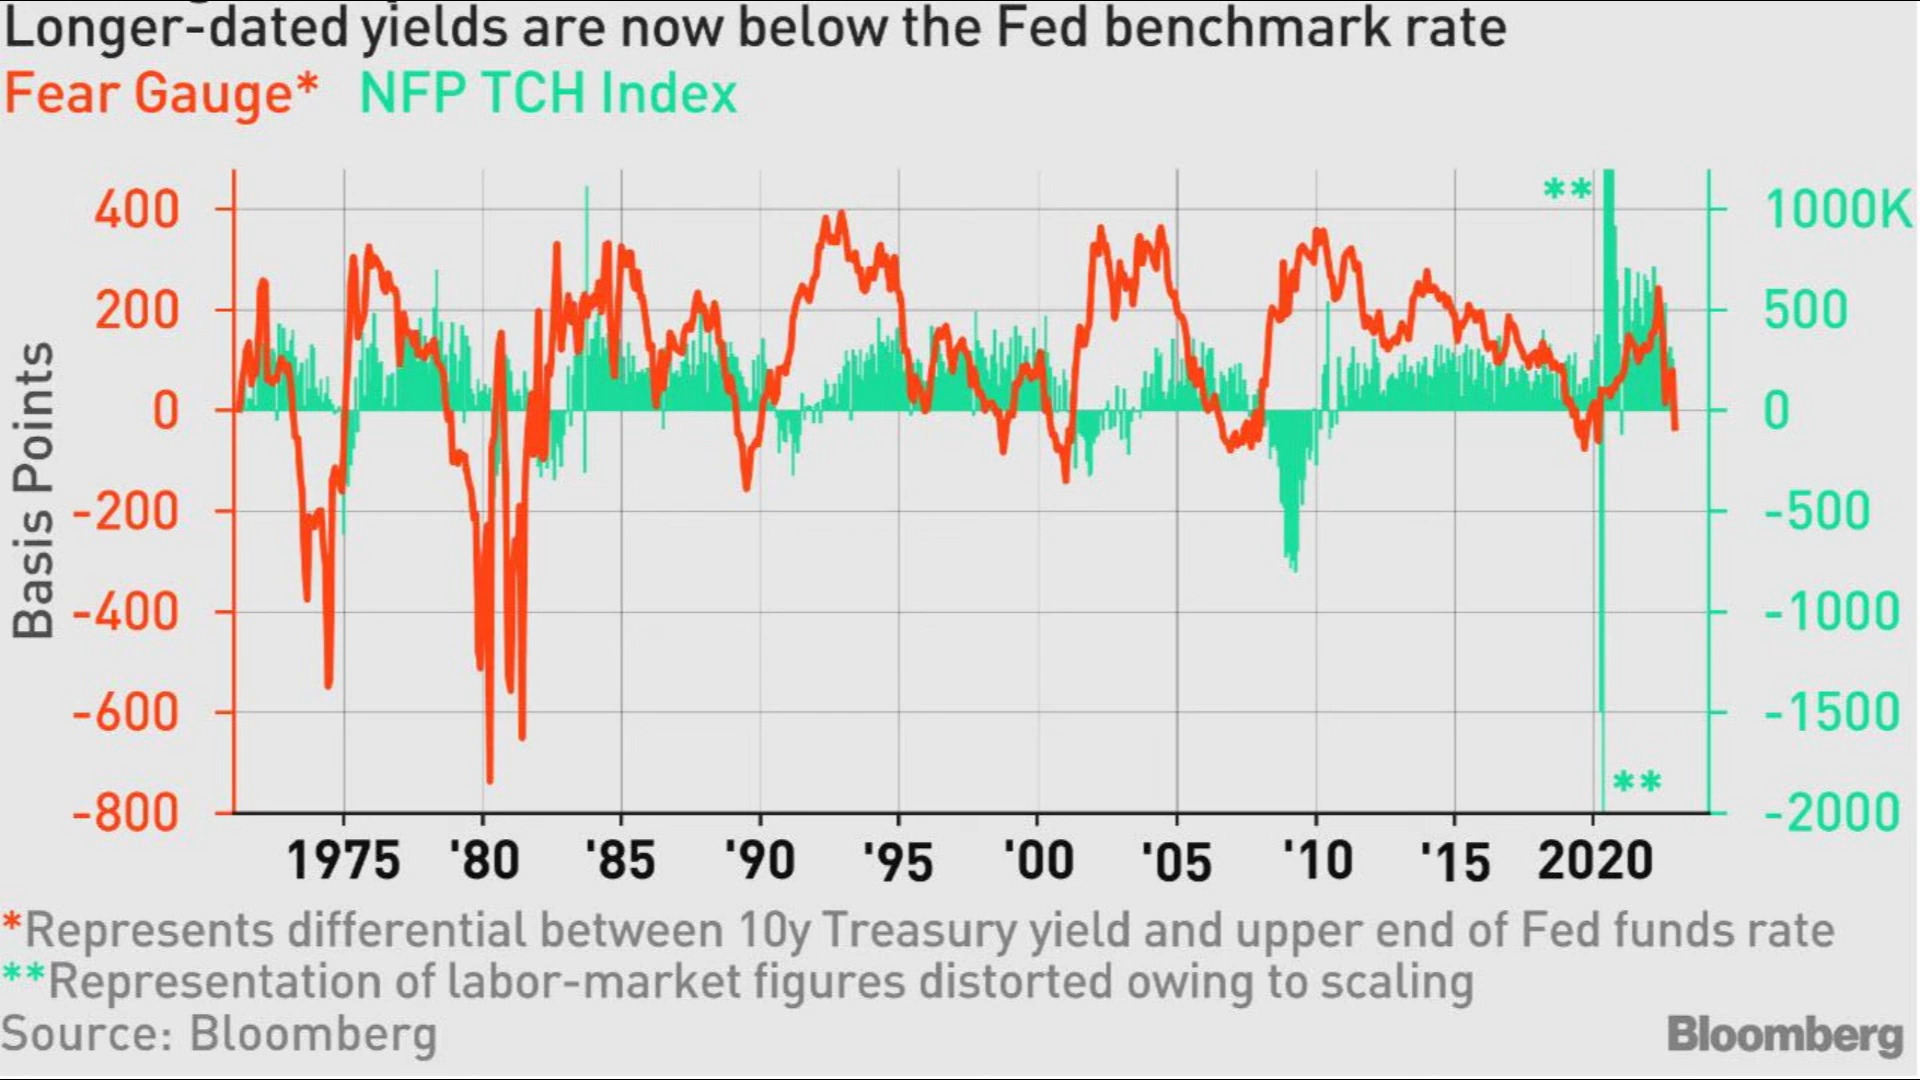 Longer-dated yields are now below the Fed benchmark rate
Fear Gauge* NFP TCH Index
400
200
0
-200
-400
-600
-800
Basis Points
**
1000K
500
0
-500
-1000
-1500
-2000
**
1975 '80 '85 '90 '95 '00 '05 '10 '15 2020
*Represents differential between 10y Treasury yield and upper end of Fed funds rate
**Representation of labor-market figures distorted owing to scaling
Source: Bloomberg
Bloomberg